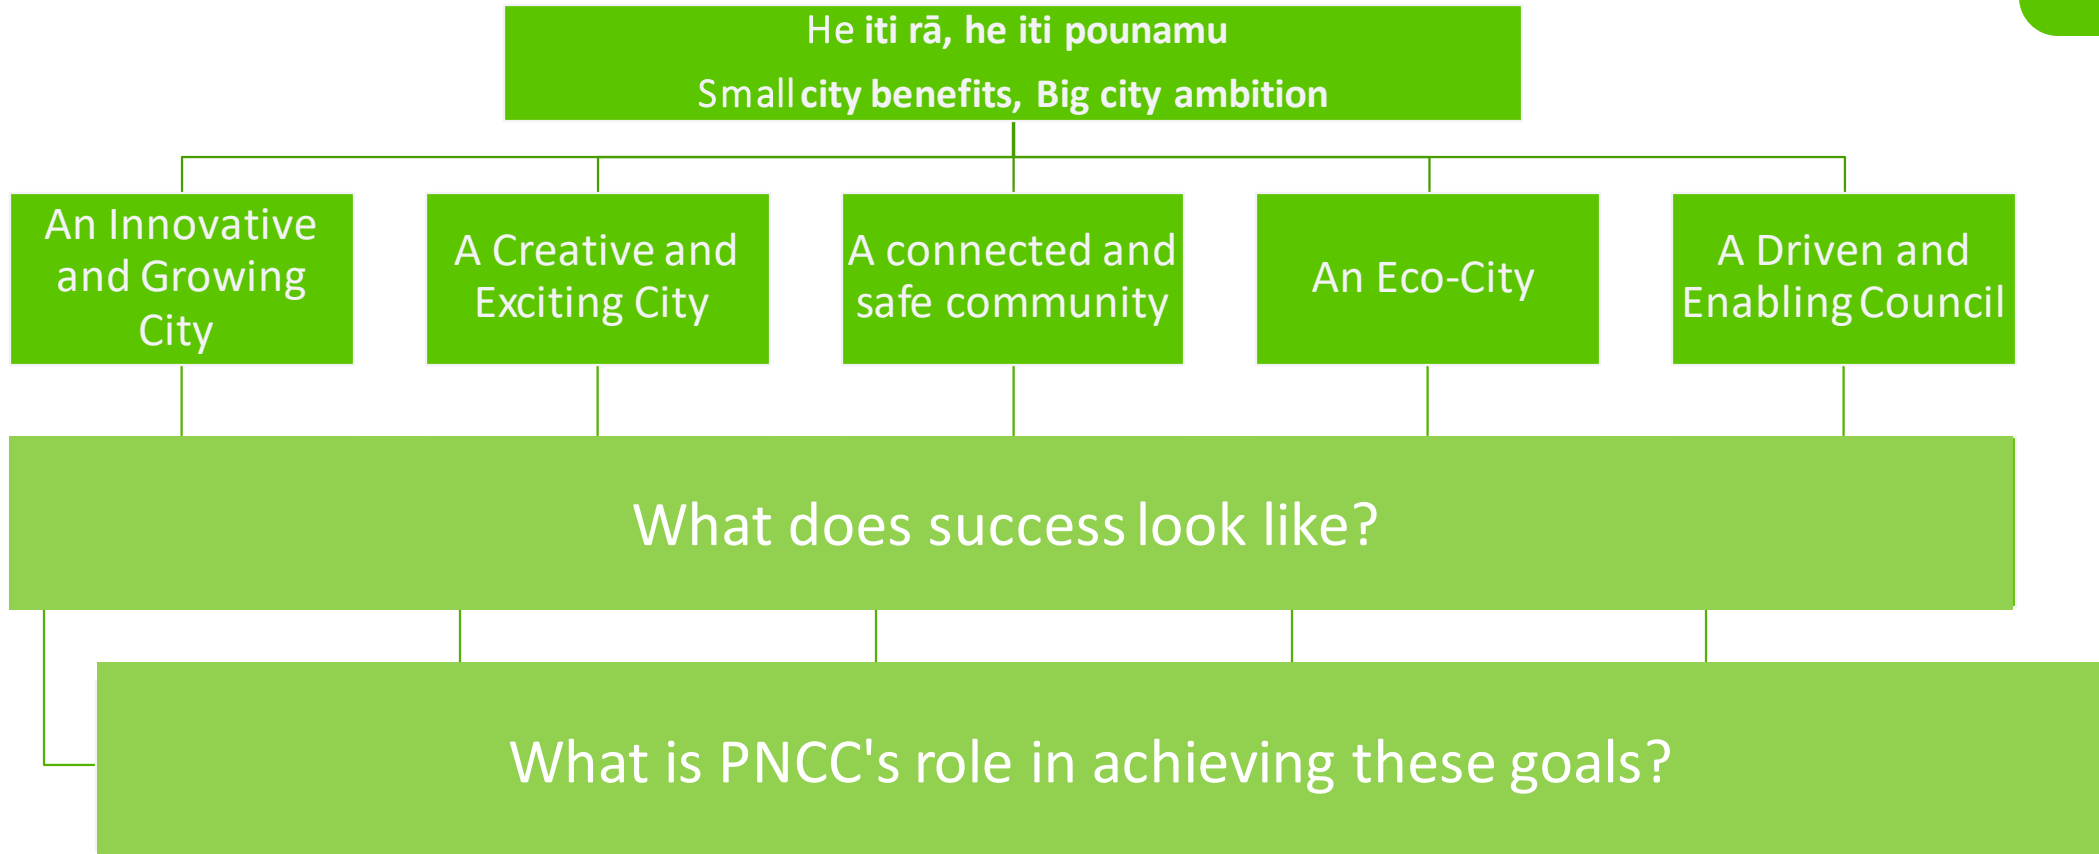 He iti rā, he iti pounamu
Small city benefits, Big city ambition
An Innovative
and Growing
City
A Creative and
Exciting City
A connected and
safe community
An Eco-City
A Driven and
Enabling Council
What does success look like?
What is PNCC's role in achieving these goals?